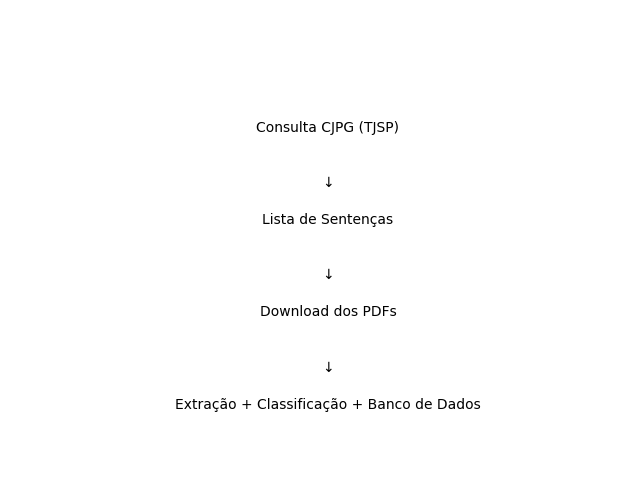 Consulta CJPG (TJSP)
↓
Lista de Sentenças
↓
Download dos PDFs
↓
Extração + Classificação + Banco de Dados